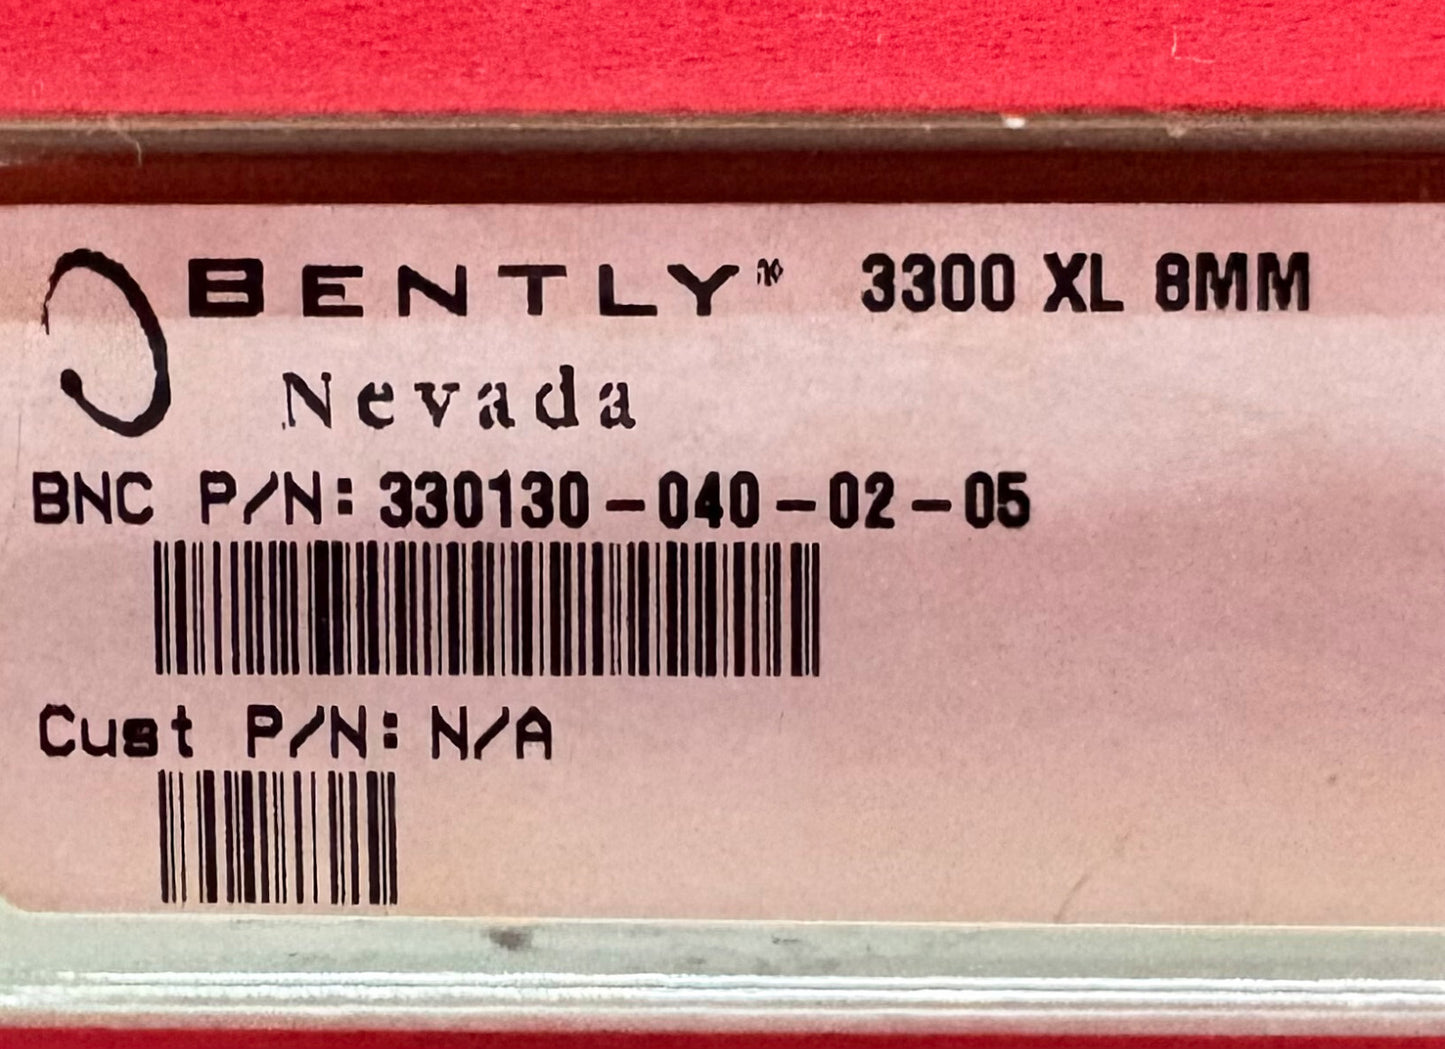 BENTLY® 3300 XL 8MM
Nevada
BNC P/N: 330130-040-02-05
Cust P/N: N/A